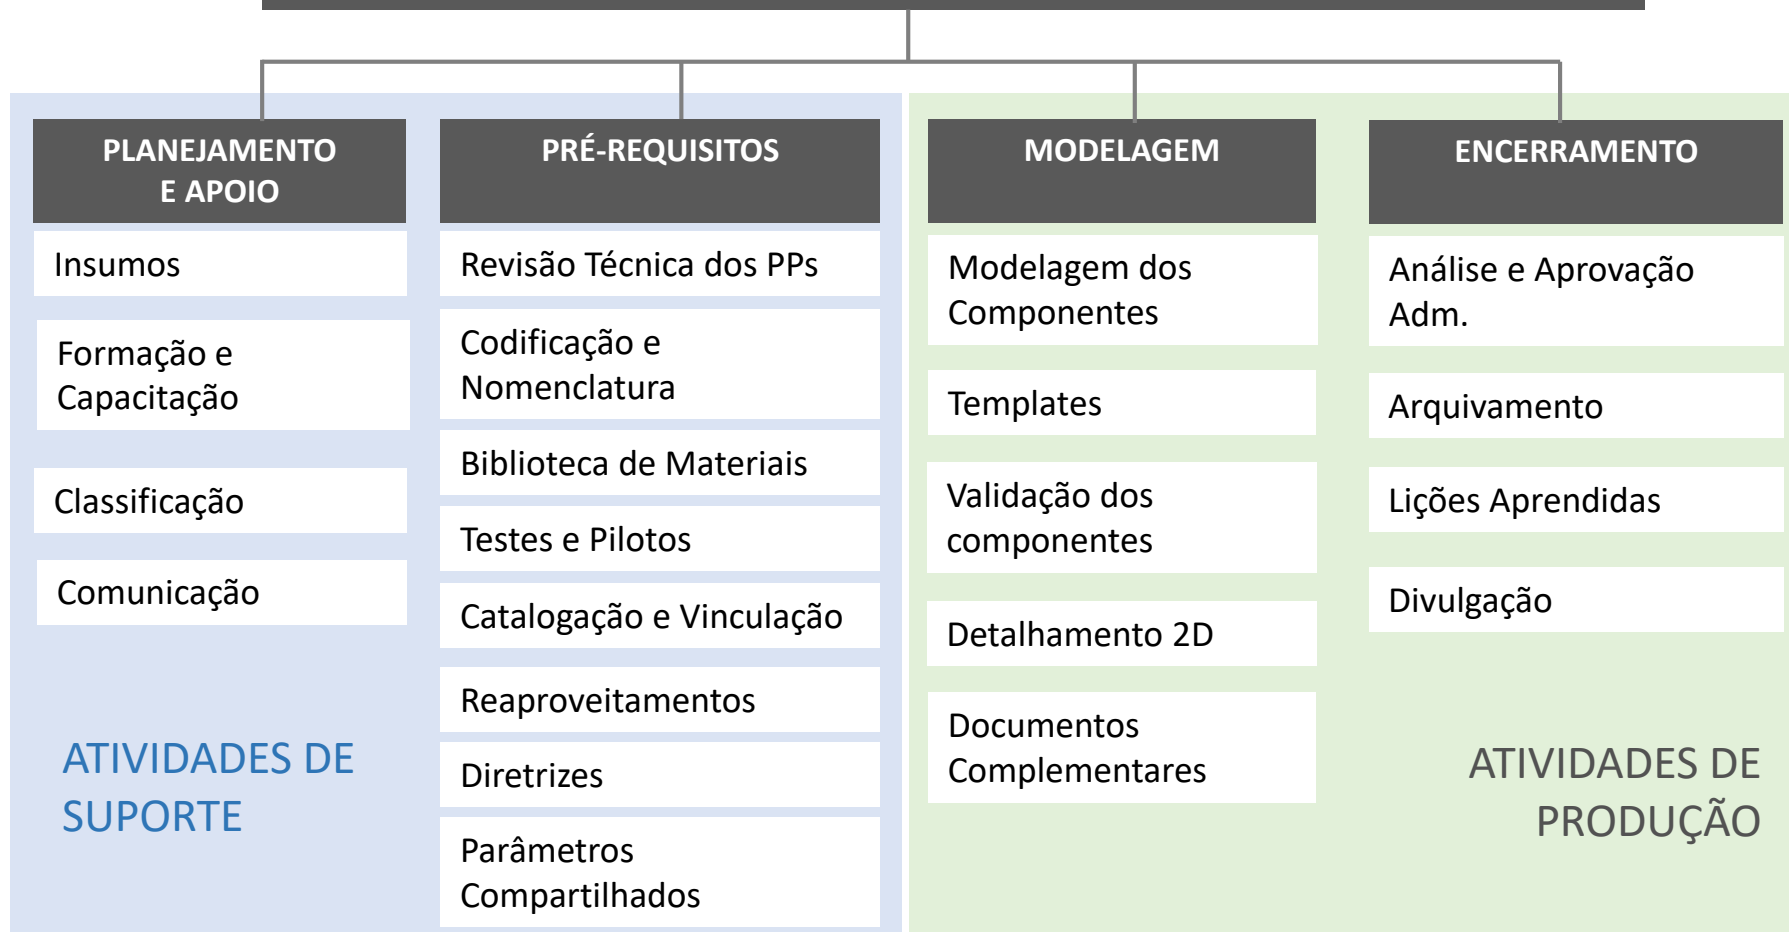 PLANEJAMENTO
E APOIO
Insumos
Formação e
Capacitação
Classificação
Comunicação
ATIVIDADES DE
SUPORTE
PRÉ-REQUISITOS
Revisão Técnica dos PPs
Codificação e
Nomenclatura
Biblioteca de Materiais
Testes e Pilotos
Catalogação e Vinculação
Reaproveitamentos
Diretrizes
Parâmetros
Compartilhados
MODELAGEM
Modelagem dos
Componentes
Templates
Validação dos
componentes
Detalhamento 2D
Documentos
Complementares
ENCERRAMENTO
Análise e Aprovação
Adm.
Arquivamento
Lições Aprendidas
Divulgação
ATIVIDADES DE
PRODUÇÃO